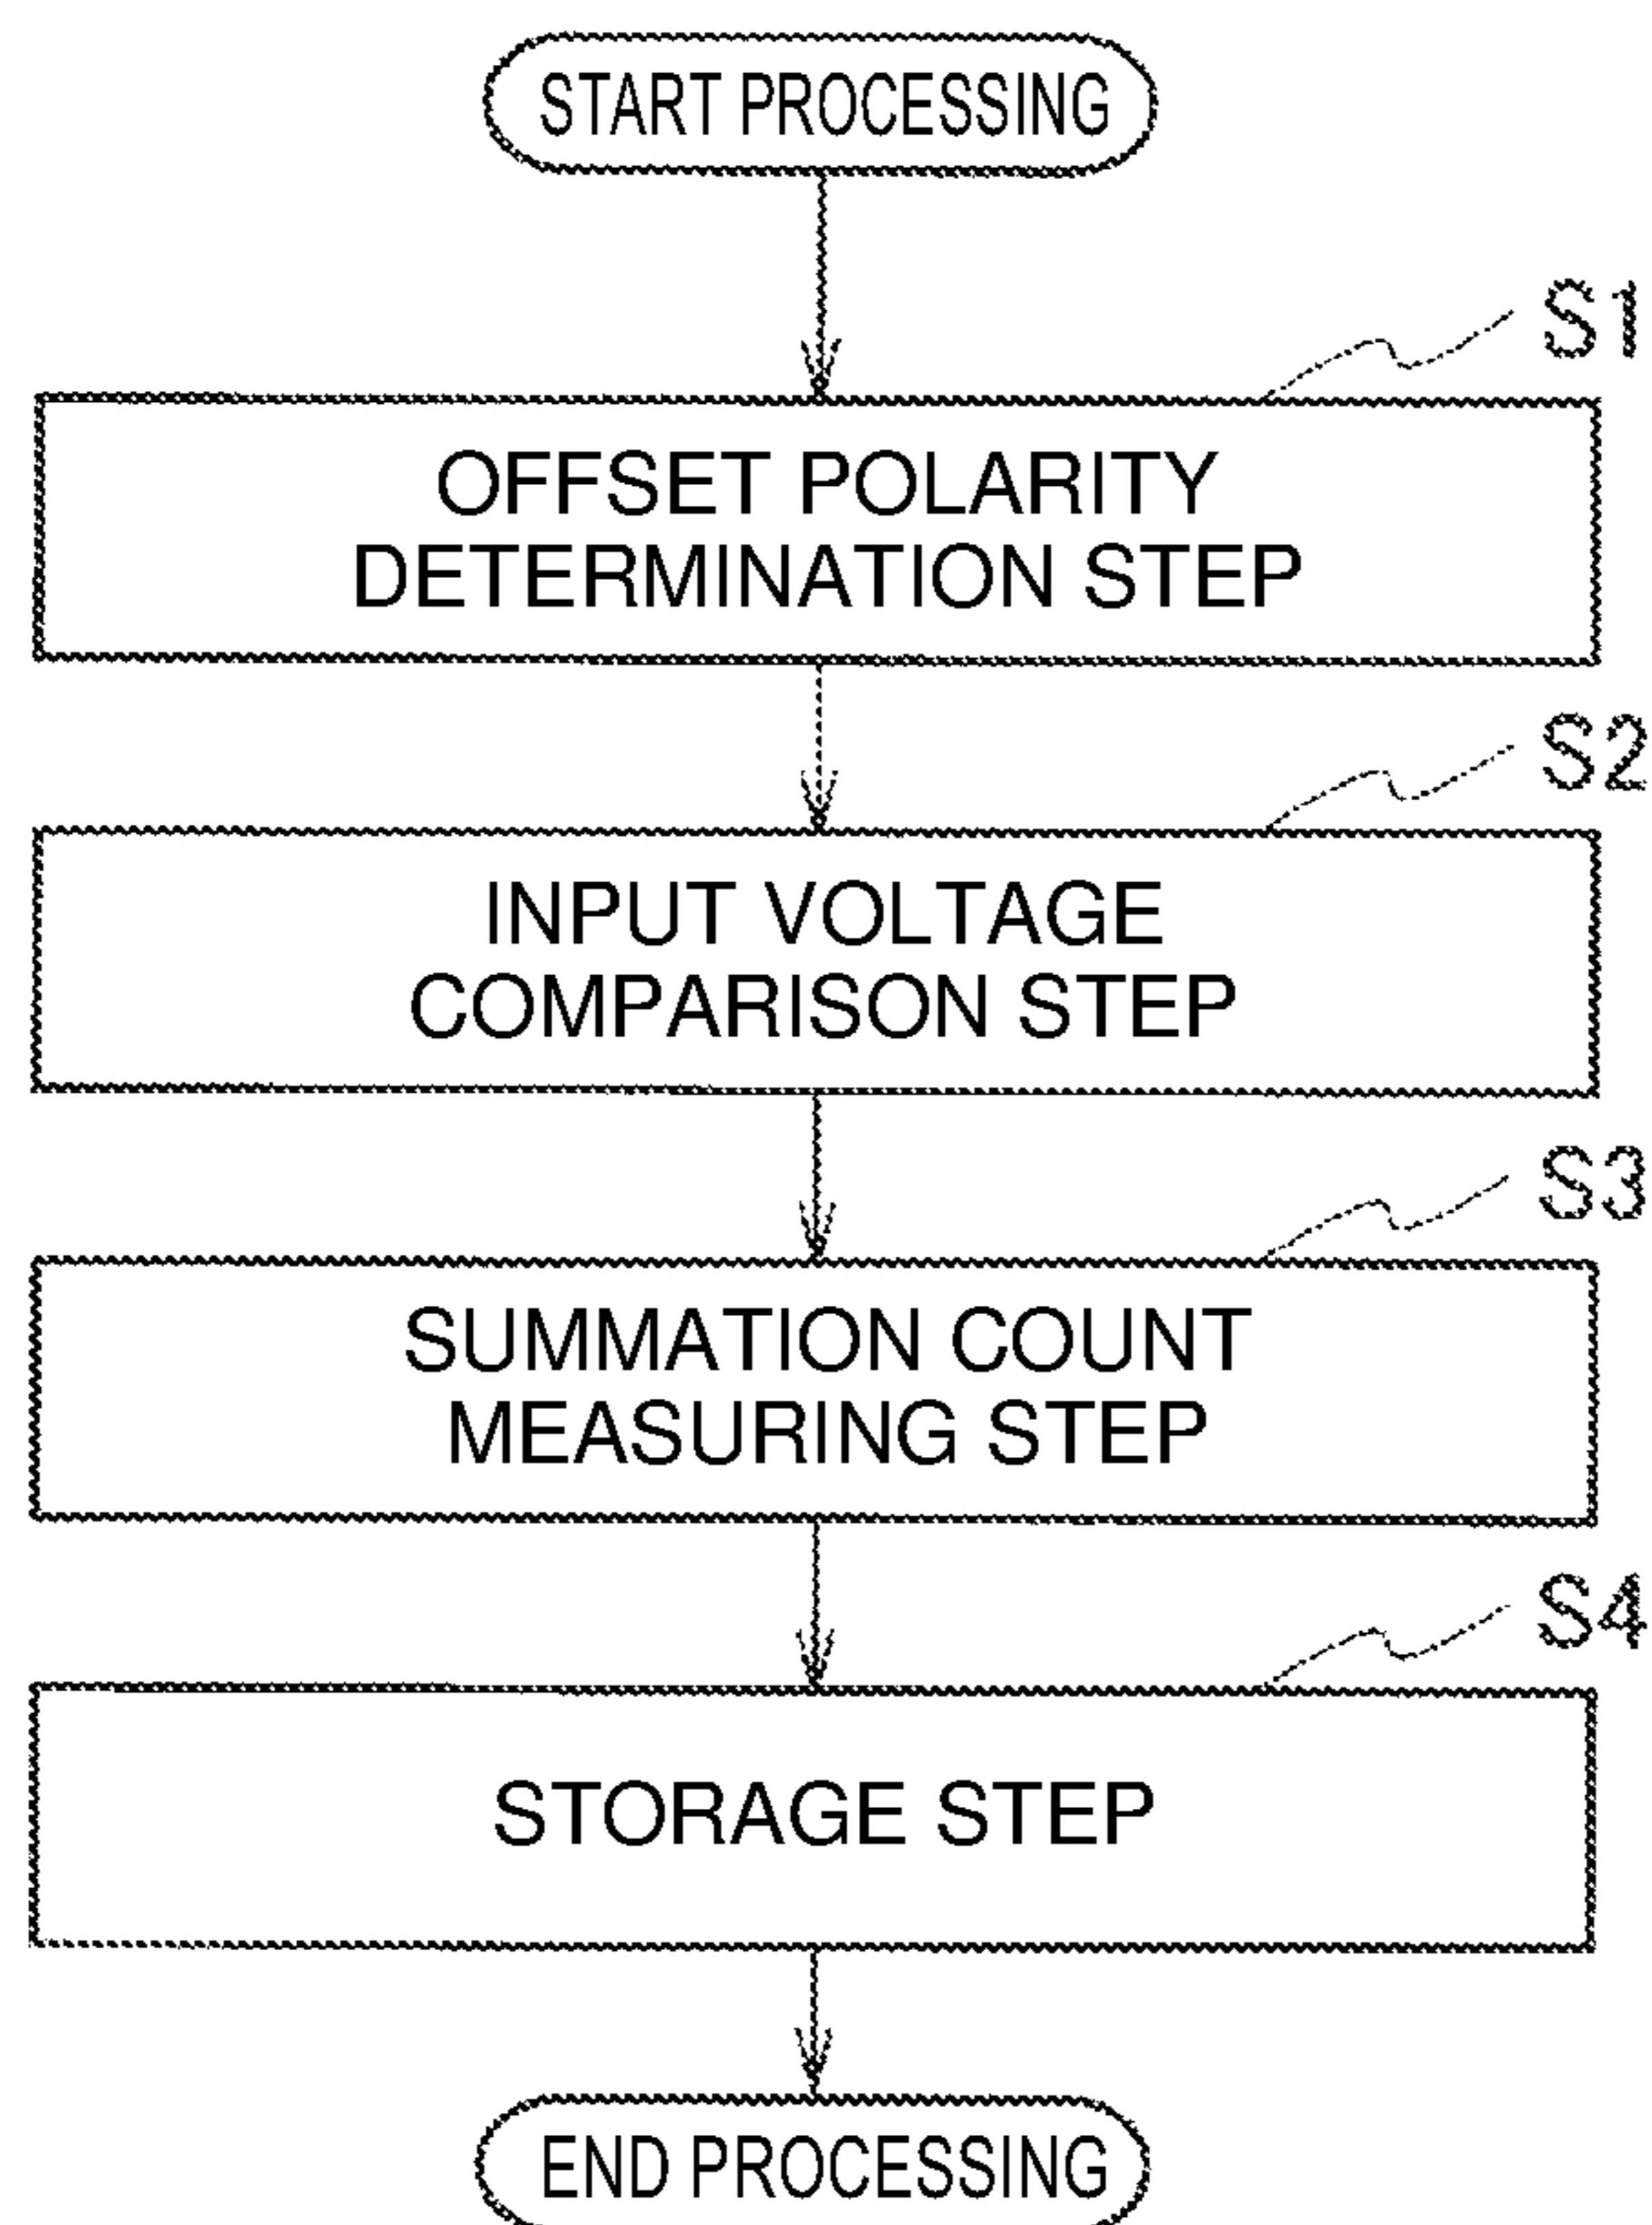 START PROCESSING
S1
OFFSET POLARITY
DETERMINATION STEP
S2
INPUT VOLTAGE
COMPARISON STEP
S3
SUMMATION COUNT
MEASURING STEP
S4
STORAGE STEP
END PROCESSING